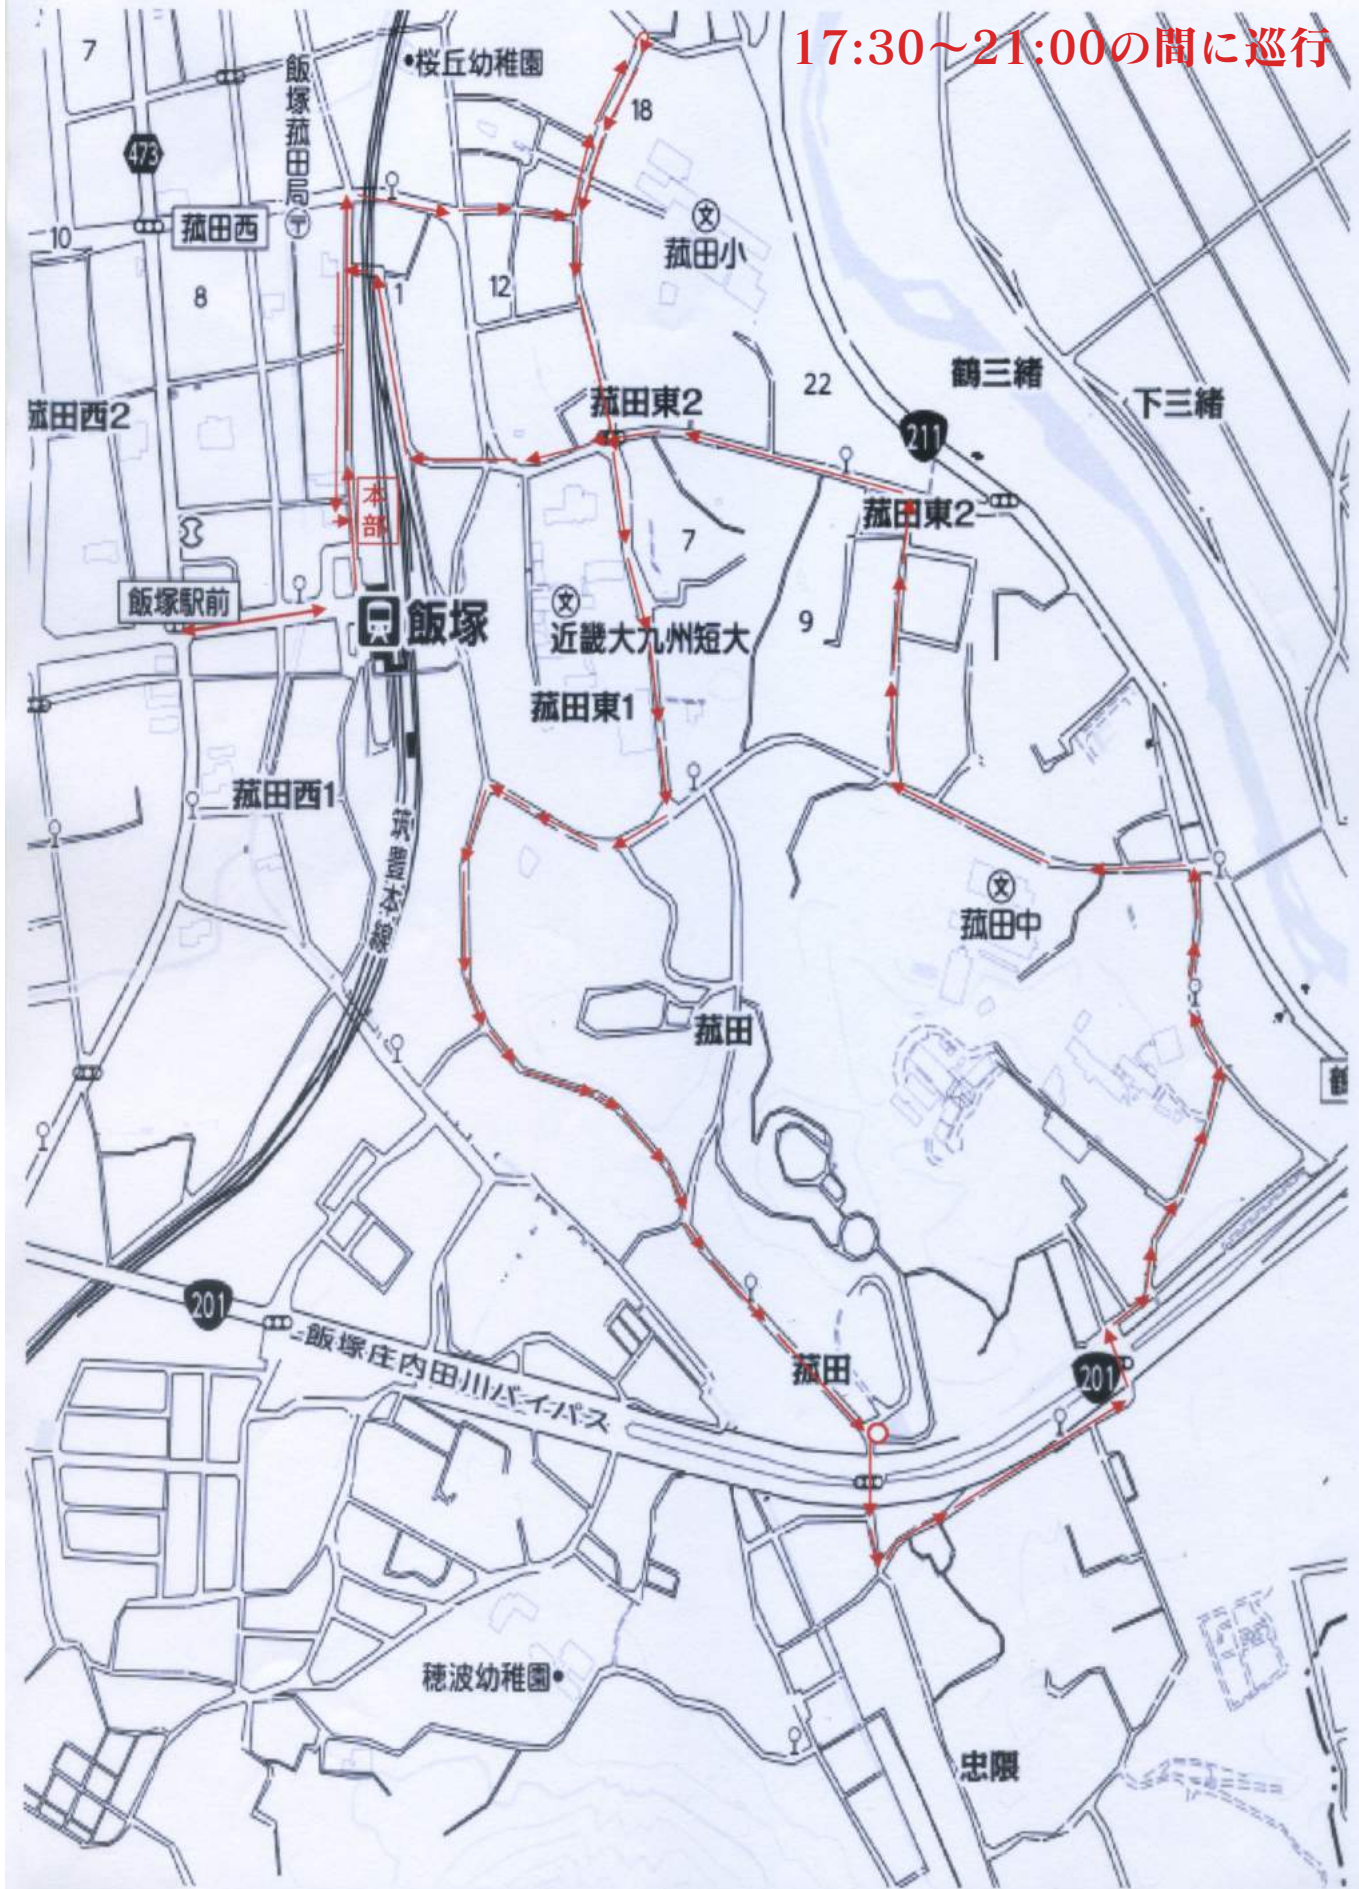 17:30～21:00の間に巡行
7
飯塚菰田局
桜丘幼稚園
18
473
菰田西
10
菰田小
8
1
12
菰田西2
菰田東2
22
鶴三緒
下三緒
211
本部
菰田東2
7
飯塚駅前
飯塚
近畿大九州短大
9
菰田東1
菰田西1
筑豊本線
菰田中
菰田
鶴
201
飯塚庄内田川バイパス
菰田
201
穂波幼稚園
忠隈